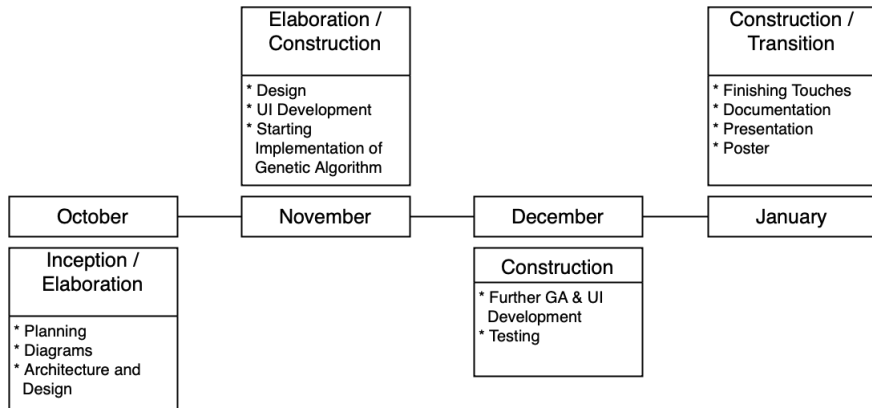 Elaboration /
Construction
* Design
* UI Development
* Starting
Implementation of
Genetic Algorithm
Construction /
Transition
* Finishing Touches
* Documentation
* Presentation
* Poster
October
November
December
January
Inception /
Elaboration
* Planning
* Diagrams
* Architecture and
Design
Construction
* Further GA & UI
Development
* Testing